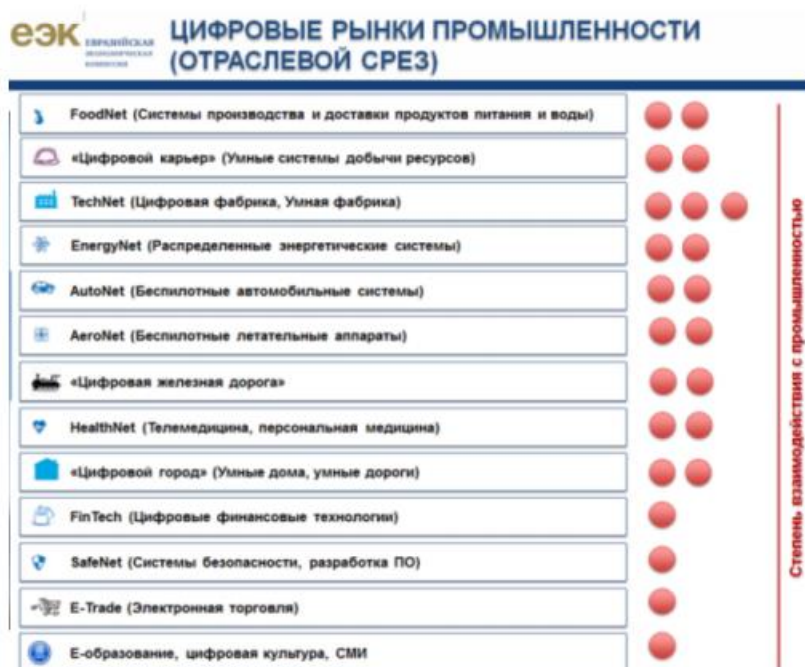 еэк ЕВРАЗИЙСКАЯ
ЭКОНОМИЧЕСКАЯ
КОМИССИЯ
ЦИФРОВЫЕ РЫНКИ ПРОМЫШЛЕННОСТИ
(ОТРАСЛЕВОЙ СРЕЗ)
FoodNet (Системы производства и доставки продуктов питания и воды)
«Цифровой карьер» (Умные системы добычи ресурсов)
TechNet (Цифровая фабрика, Умная фабрика)
EnergyNet (Распределенные энергетические системы)
AutoNet (Беспилотные автомобильные системы)
AeroNet (Беспилотные летательные аппараты)
«Цифровая железная дорога»
HealthNet (Телемедицина, персональная медицина)
«Цифровой город» (Умные дома, умные дороги)
FinTech (Цифровые финансовые технологии)
SafeNet (Системы безопасности, разработка ПО)
E-Trade (Электронная торговля)
Е-образование, цифровая культура, СМИ
Степень взаимодействия с промышленностью